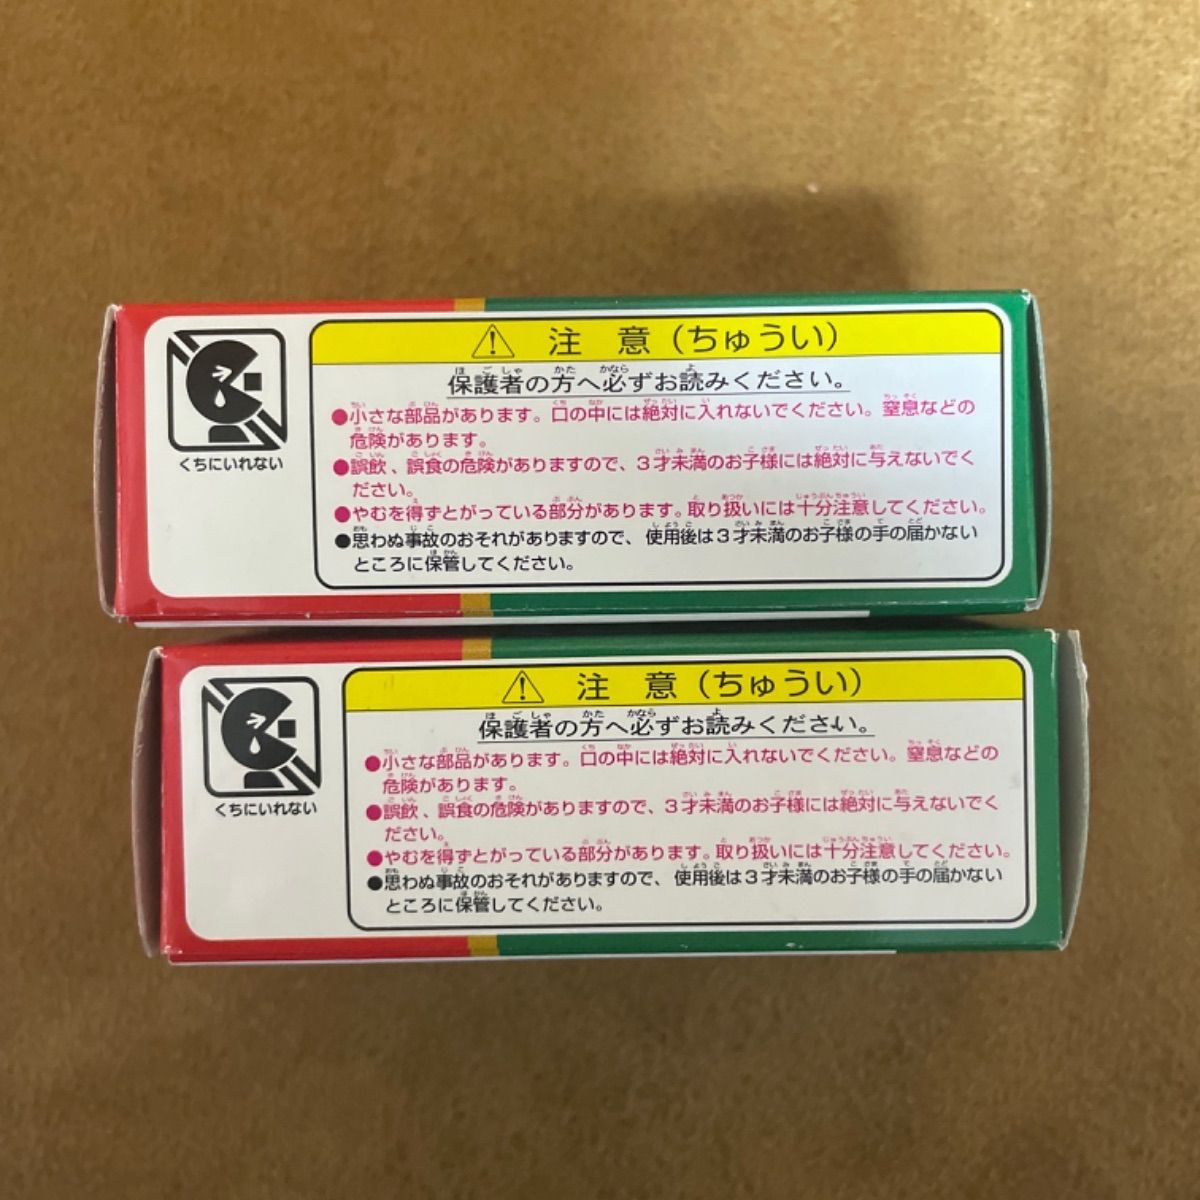 くちにいれない
⚠ 注 意（ちゅうい）
保護者の方へ必ずお読みください。
●小さな部品があります。口の中には絶対に入れないでください。窒息などの
危険があります。
●誤飲、誤食の危険がありますので、3才未満のお子様には絶対に与えないでく
ださい。
●やむを得ずとがっている部分があります。取り扱いには十分注意してください。
●思わぬ事故のおそれがありますので、使用後は3才未満のお子様の手の届かない
ところに保管してください。
くちにいれない
⚠ 注 意（ちゅうい）
保護者の方へ必ずお読みください。
●小さな部品があります。口の中には絶対に入れないでください。窒息などの
危険があります。
●誤飲、誤食の危険がありますので、3才未満のお子様には絶対に与えないでく
ださい。
●やむを得ずとがっている部分があります。取り扱いには十分注意してください。
●思わぬ事故のおそれがありますので、使用後は3才未満のお子様の手の届かない
ところに保管してください。